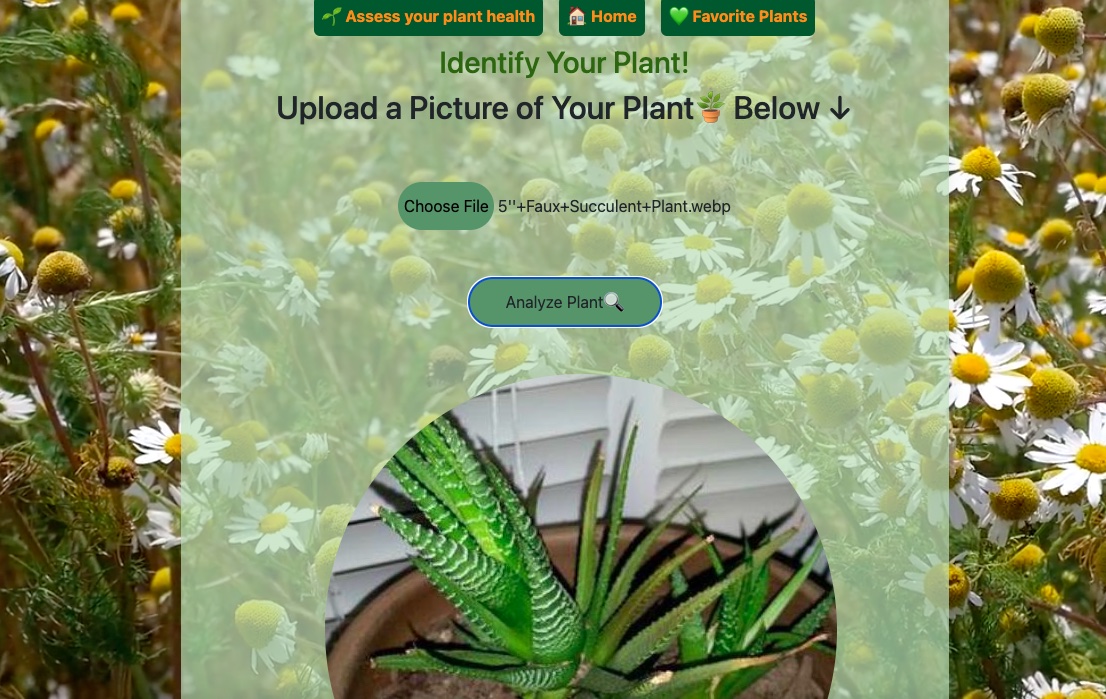 🌱 Assess your plant health 🏠 Home 💚 Favorite Plants
Identify Your Plant!
Upload a Picture of Your Plant🪴 Below ↓
Choose File 5''+Faux+Succulent+Plant.webp
Analyze Plant🔍